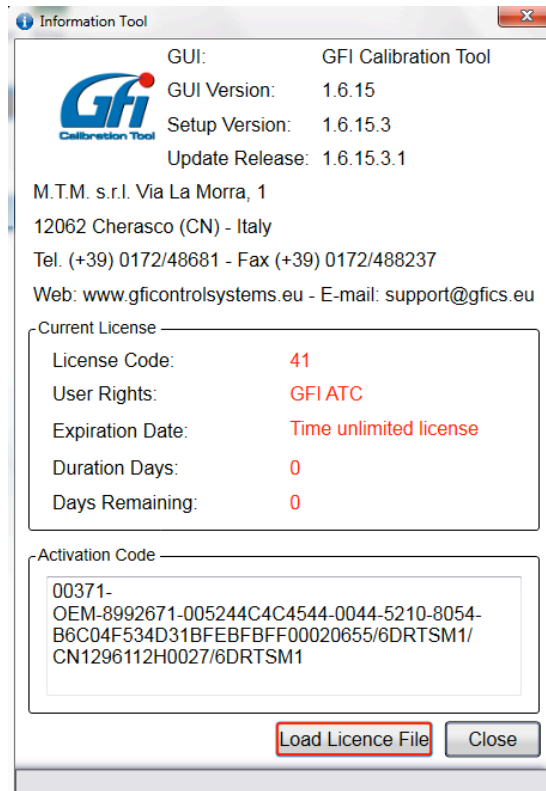 Information Tool
GUI: GFI Calibration Tool
GUI Version: 1.6.15
Setup Version: 1.6.15.3
Update Release: 1.6.15.3.1
Gfi
Calibration Tool
M.T.M. s.r.l. Via La Morra, 1
12062 Cherasco (CN) - Italy
Tel. (+39) 0172/48681 - Fax (+39) 0172/488237
Web: www.gficontrolsystems.eu - E-mail: support@gfics.eu
Current License
License Code: 41
User Rights: GFI ATC
Expiration Date: Time unlimited license
Duration Days: 0
Days Remaining: 0
Activation Code
00371-
OEM-8992671-005244C4C4544-0044-5210-8054-
B6C04F534D31BFEBFBFF00020655/6DRTSM1/
CN1296112H0027/6DRTSM1
Load Licence File Close